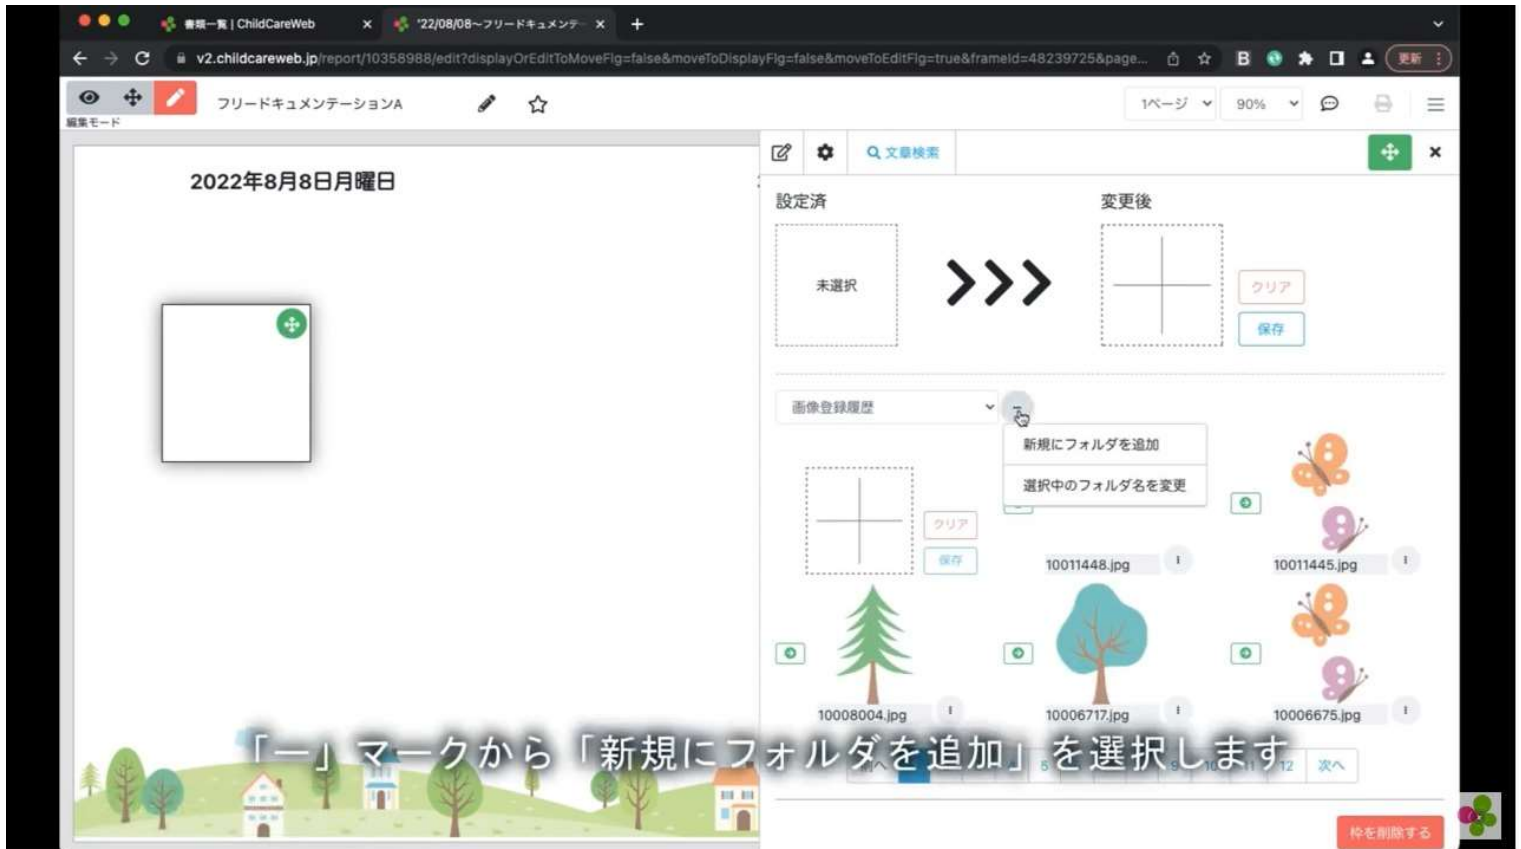 書類一覧 | ChildCareWeb
'22/08/08〜フリードキュメンテー
v2.childcareweb.jp/report/10358988/edit?displayOrEditToMoveFlg=false&moveToDisplayFlg=false&moveToEditFlg=true&frameId=48239725&page...
更新
編集モード
フリードキュメンテーションA
1ページ
90%
2022年8月8日月曜日
文章検索
設定済
変更後
未選択
クリア
保存
画像登録履歴
新規にフォルダを追加
選択中のフォルダ名を変更
クリア
保存
10011448.jpg
10011445.jpg
10008004.jpg
10006717.jpg
10006675.jpg
「ー」マークから「新規にフォルダを追加」を選択します
12 次へ
枠を削除する